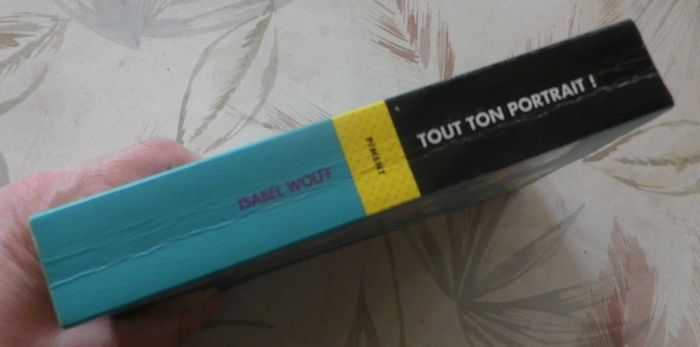 ISABEL WOLFF
PIMENT
TOUT TON PORTRAIT !